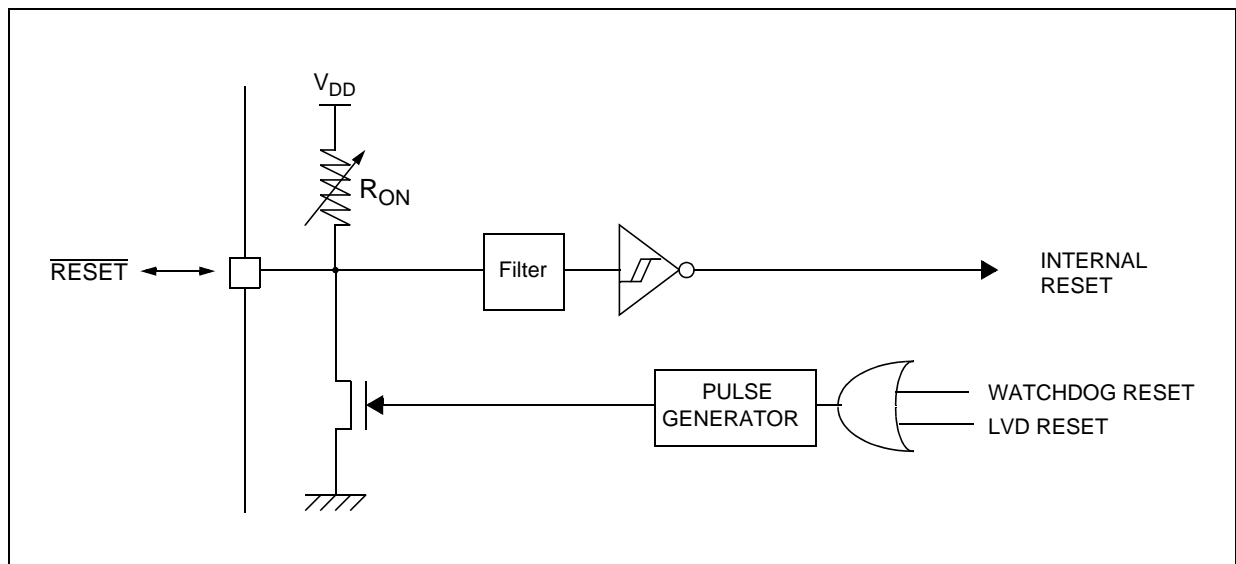 VDD
RON
RESET
Filter
INTERNAL
RESET
PULSE
GENERATOR
WATCHDOG RESET
LVD RESET